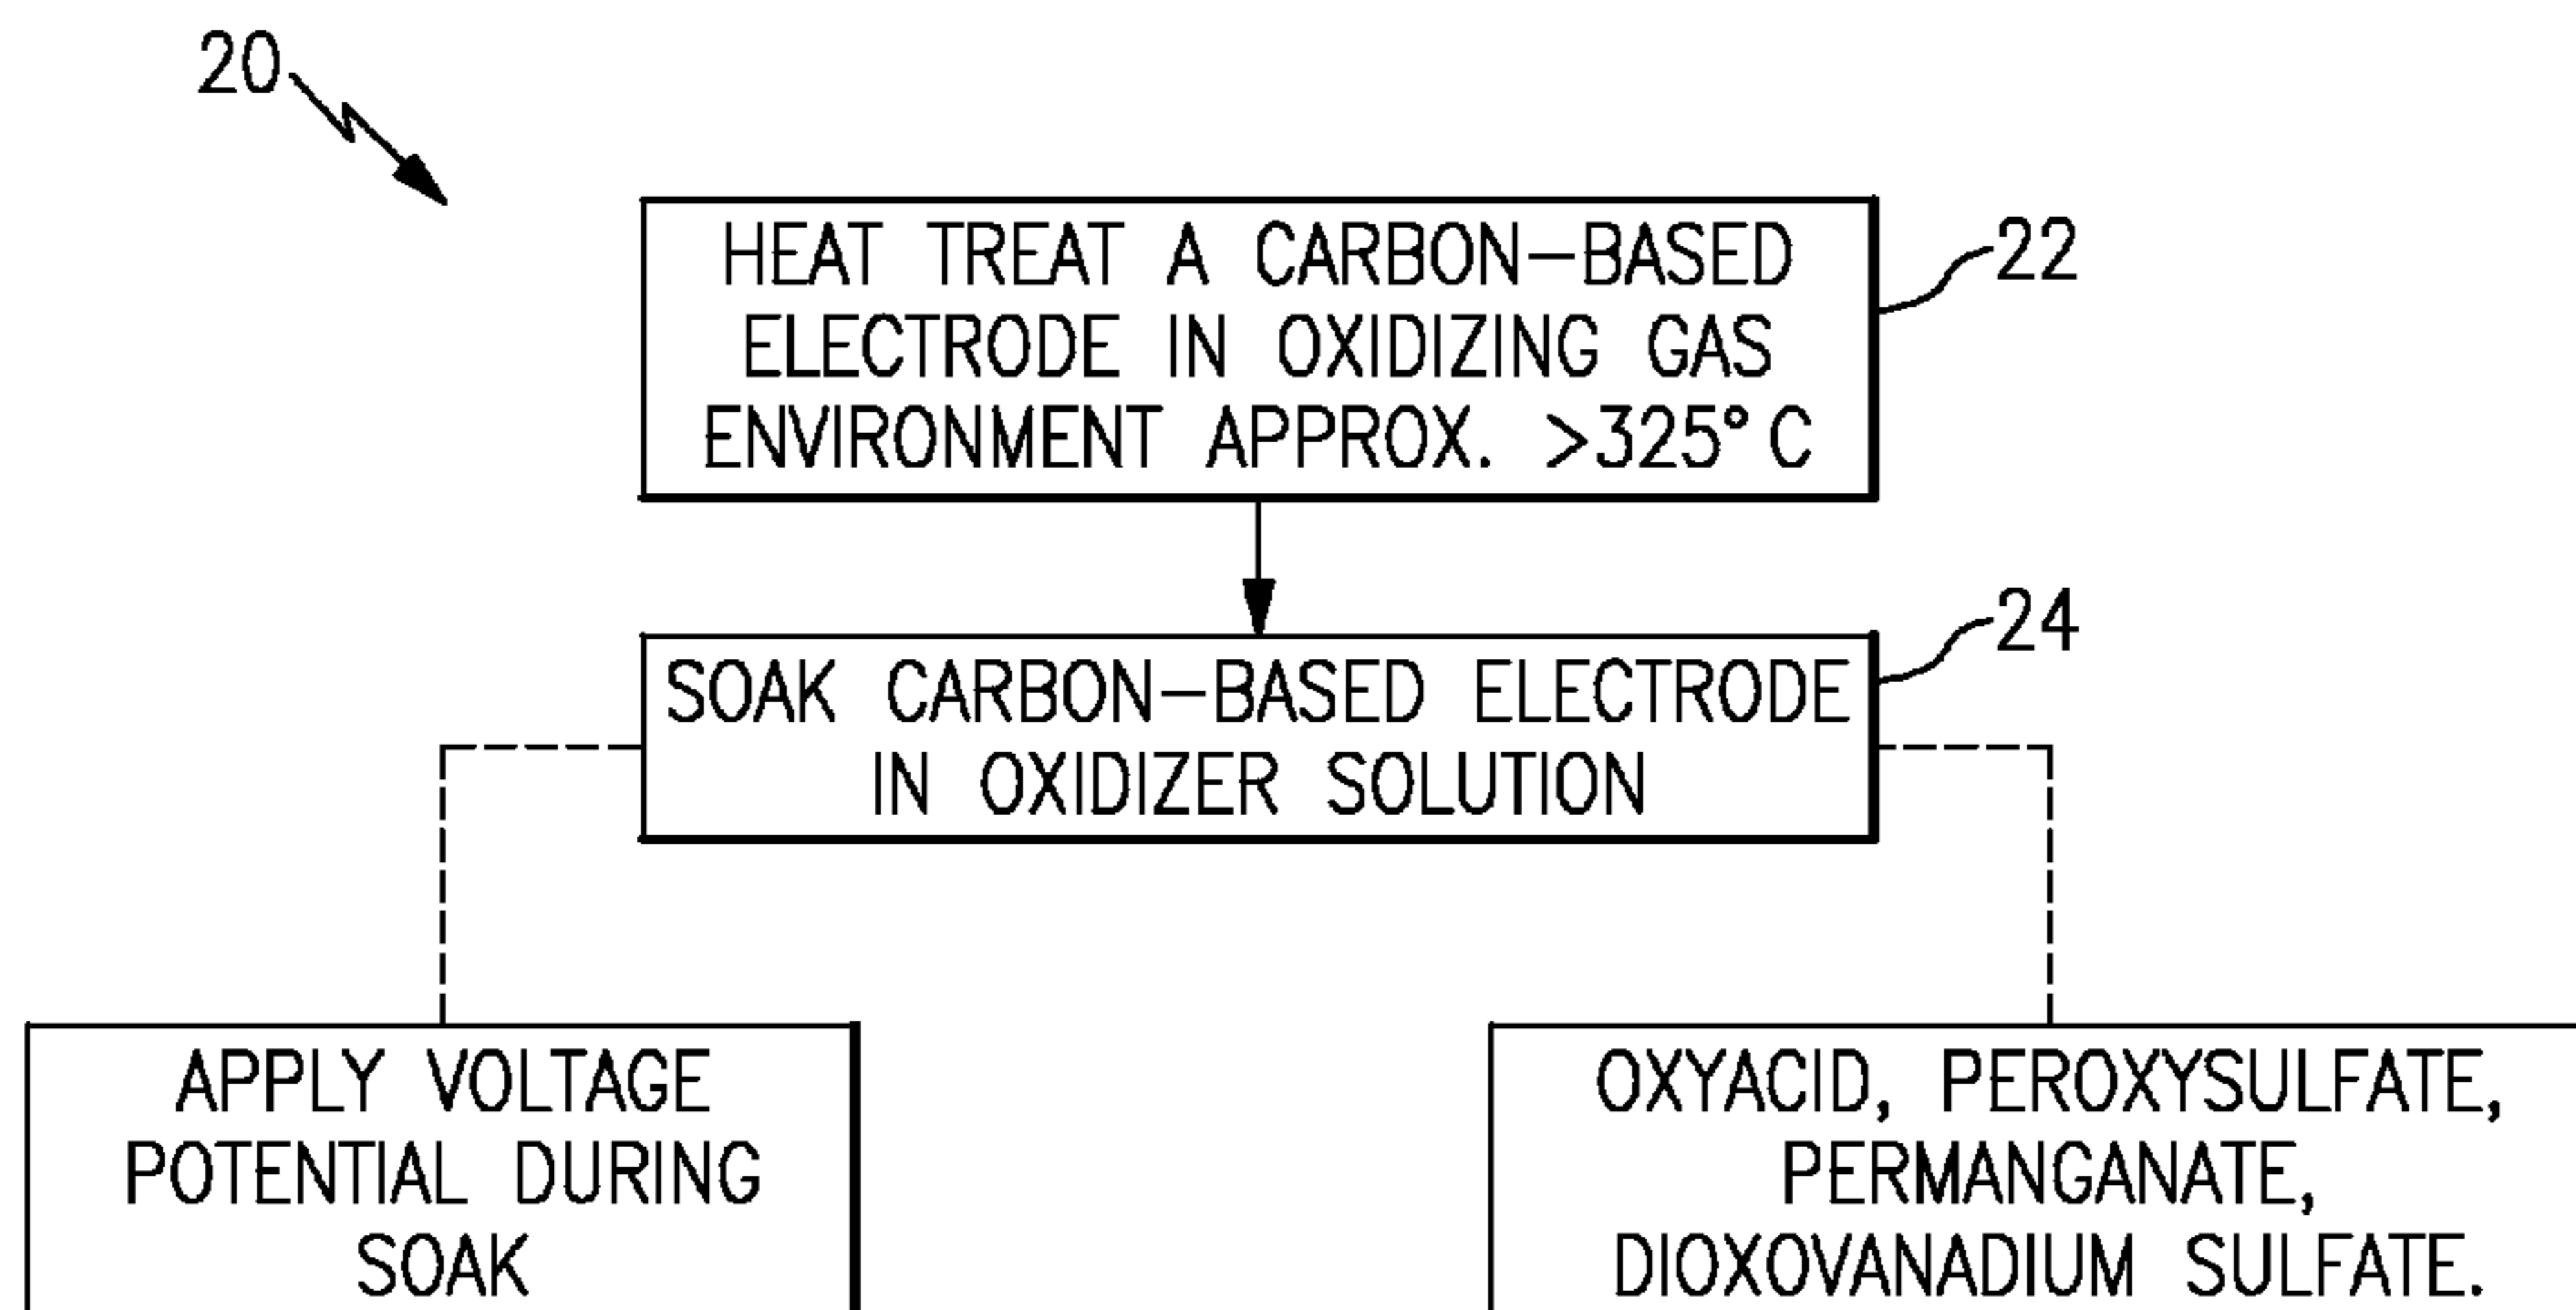 20
HEAT TREAT A CARBON-BASED
ELECTRODE IN OXIDIZING GAS
ENVIRONMENT APPROX. >325° C
22
SOAK CARBON-BASED ELECTRODE
IN OXIDIZER SOLUTION
24
APPLY VOLTAGE
POTENTIAL DURING
SOAK
OXYACID, PEROXYSULFATE,
PERMANGANATE,
DIOXOVANADIUM SULFATE.